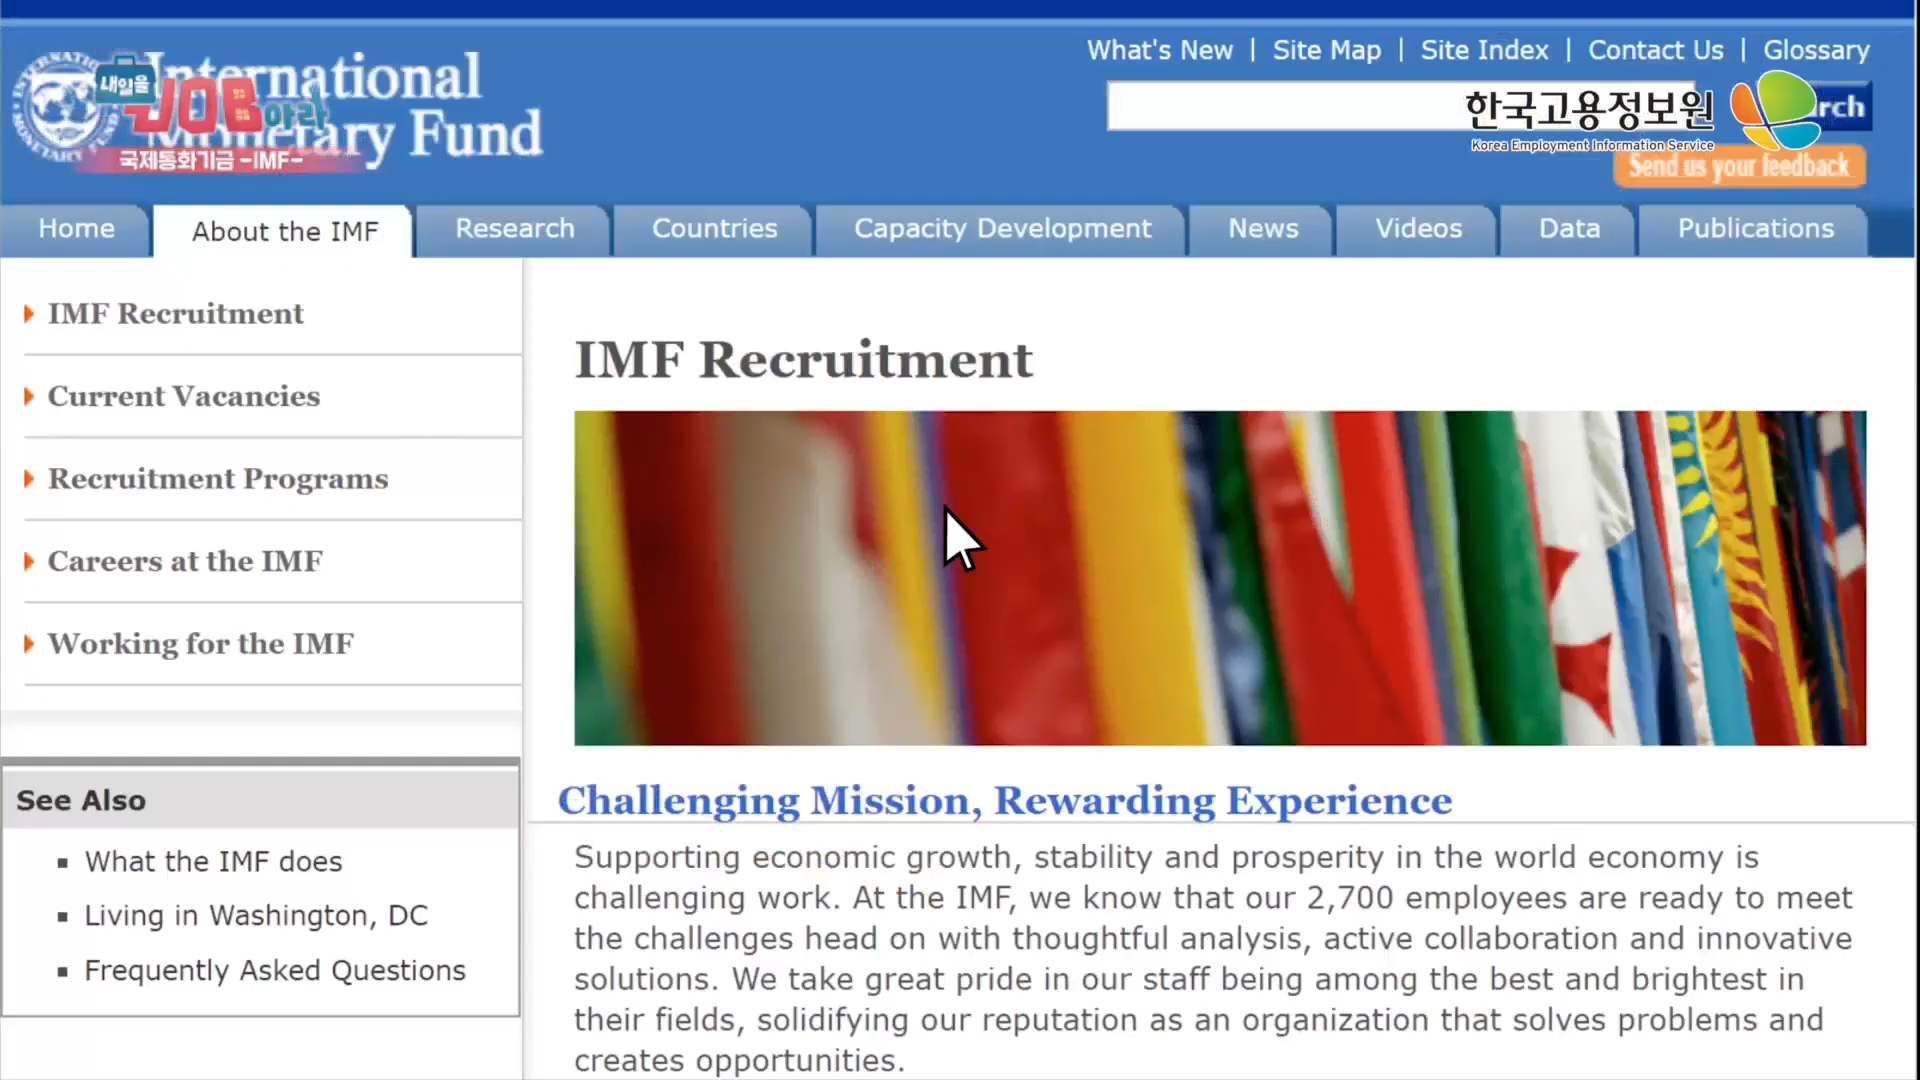 What's New | Site Map | Site Index | Contact Us | Glossary
International
Monetary Fund
내일을
JOB아라
국제통화기금 -IMF-
한국고용정보원
Korea Employment Information Service
Send us your feedback
Home
About the IMF
Research
Countries
Capacity Development
News
Videos
Data
Publications
IMF Recruitment
Current Vacancies
Recruitment Programs
Careers at the IMF
Working for the IMF
See Also
What the IMF does
Living in Washington, DC
Frequently Asked Questions
IMF Recruitment
Challenging Mission, Rewarding Experience
Supporting economic growth, stability and prosperity in the world economy is
challenging work. At the IMF, we know that our 2,700 employees are ready to meet
the challenges head on with thoughtful analysis, active collaboration and innovative
solutions. We take great pride in our staff being among the best and brightest in
their fields, solidifying our reputation as an organization that solves problems and
creates opportunities.